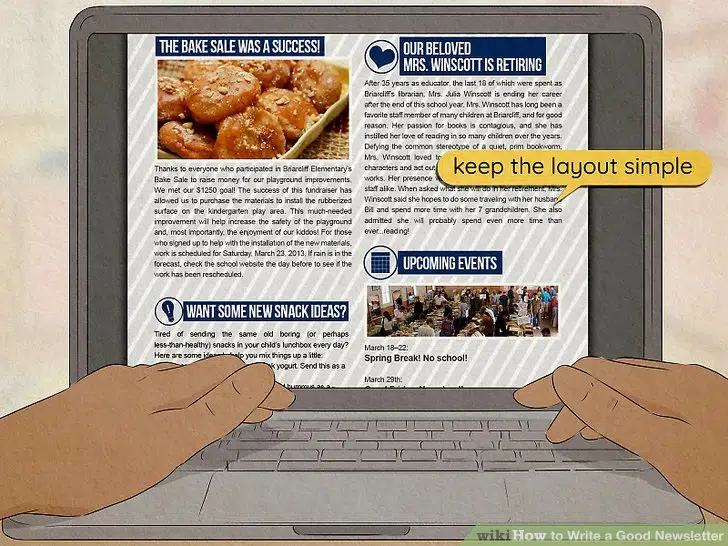 THE BAKE SALE WAS A SUCCESS!
Thanks to everyone who participated in Briarcliff Elementary's
Bake Sale to raise money for our playground improvements.
We met our $1250 goal! The success of this fundraiser has
allowed us to purchase the materials to install the rubberized
surface on the kindergarten play area. This much-needed
improvement will help increase the safety of the playground
and, most importantly, the enjoyment of our kiddos! For those
who signed up to help with the installation of the new materials,
work is scheduled for Saturday, March 23, 2013. If rain is in the
forecast, check the school website the day before to see if the
work has been rescheduled.
WANT SOME NEW SNACK IDEAS?
Tired of sending the same old boring (or perhaps
less-than-healthy) snacks in your child's lunchbox every day?
Here are some ideas to help you mix things up a little:
yogurt. Send this as a
hummus as a
OUR BELOVED
MRS. WINSCOTT IS RETIRING
After 35 years as educator, the last 18 of which were spent as
Briarcliff's librarian, Mrs. Julia Winscott is ending her career
after the end of this school year. Mrs. Winscott has long been a
favorite staff member of many children at Briarcliff, and for good
reason. Her passion for books is contagious, and she has
instilled her love of reading in so many children over the years.
Defying the common stereotype of a quiet, prim bookworm,
Mrs. Winscott loved to
characters and act out
works. Her presence
staff alike. When asked what she will do in her retirement, Mrs.
Winscott said she hopes to do some traveling with her husband
Bill and spend more time with her 7 grandchildren. She also
admitted she will probably spend even more time than
ever...reading!
keep the layout simple
UPCOMING EVENTS
March 18–22:
Spring Break! No school!
March 29th:
wikiHow to Write a Good Newsletter